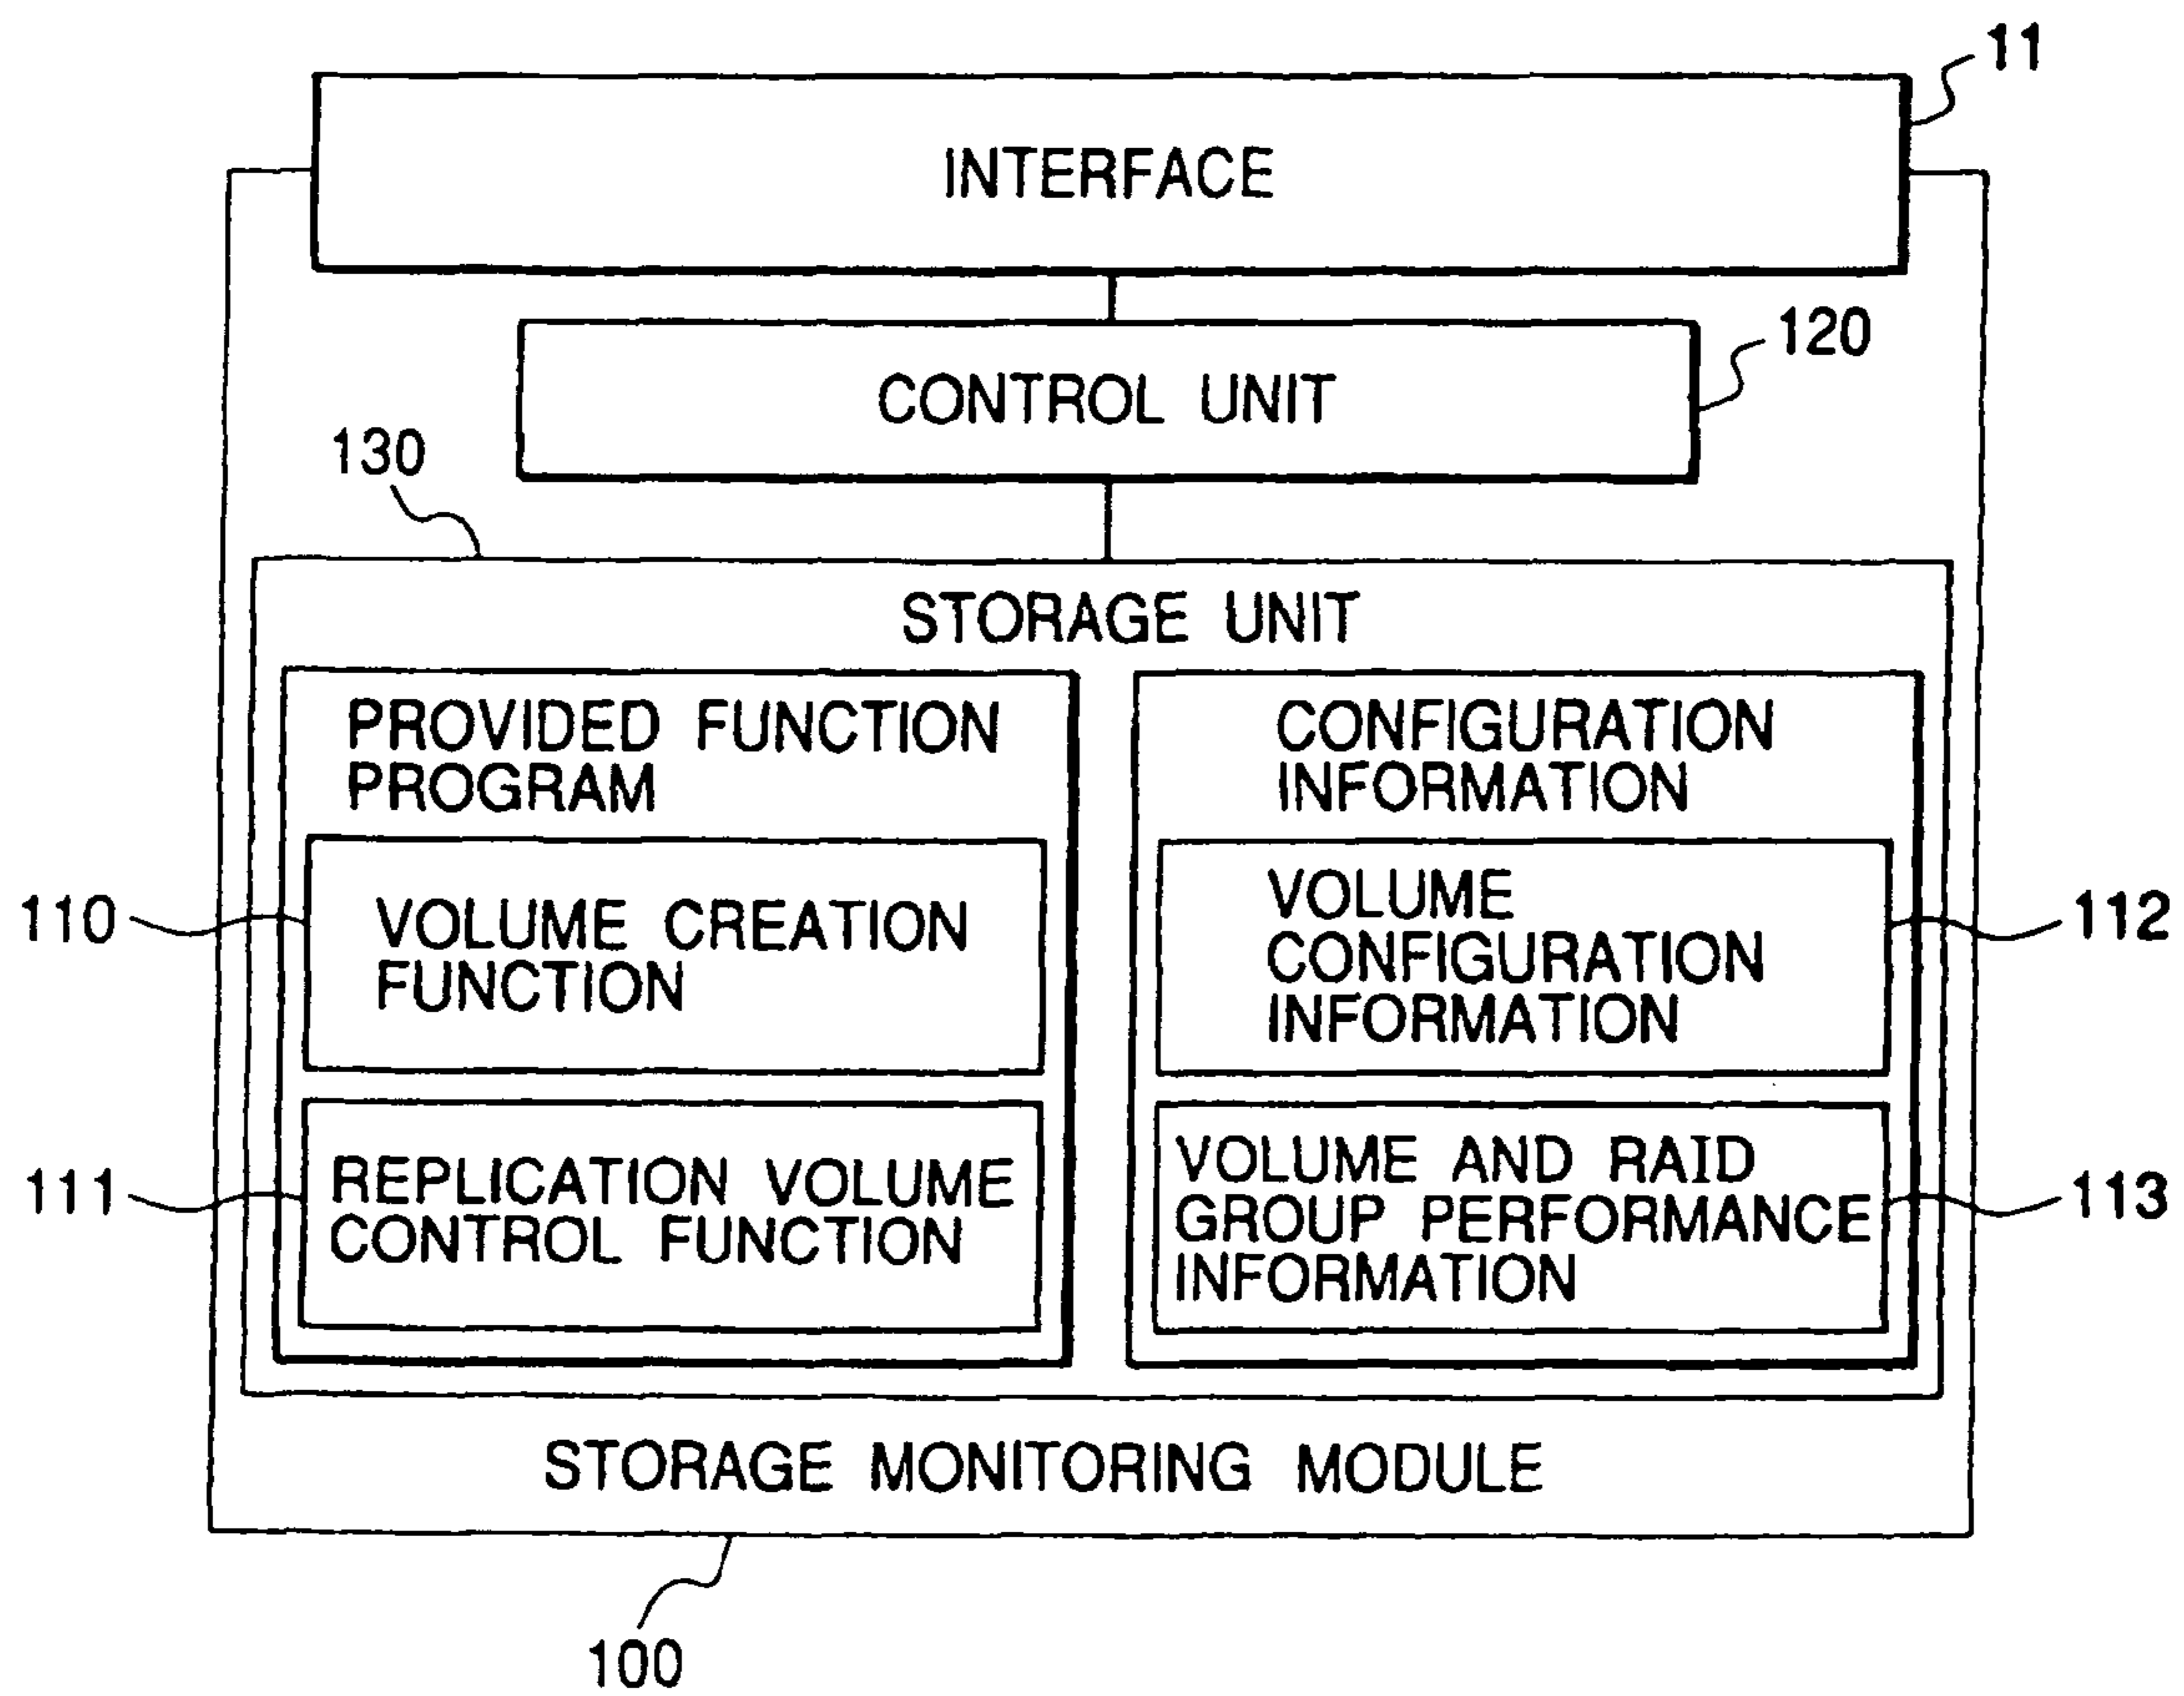 11
INTERFACE
120
CONTROL UNIT
130
STORAGE UNIT
PROVIDED FUNCTION
PROGRAM
110
VOLUME CREATION
FUNCTION
111
REPLICATION VOLUME
CONTROL FUNCTION
CONFIGURATION
INFORMATION
VOLUME
CONFIGURATION
INFORMATION
112
VOLUME AND RAID
GROUP PERFORMANCE
INFORMATION
113
STORAGE MONITORING MODULE
100